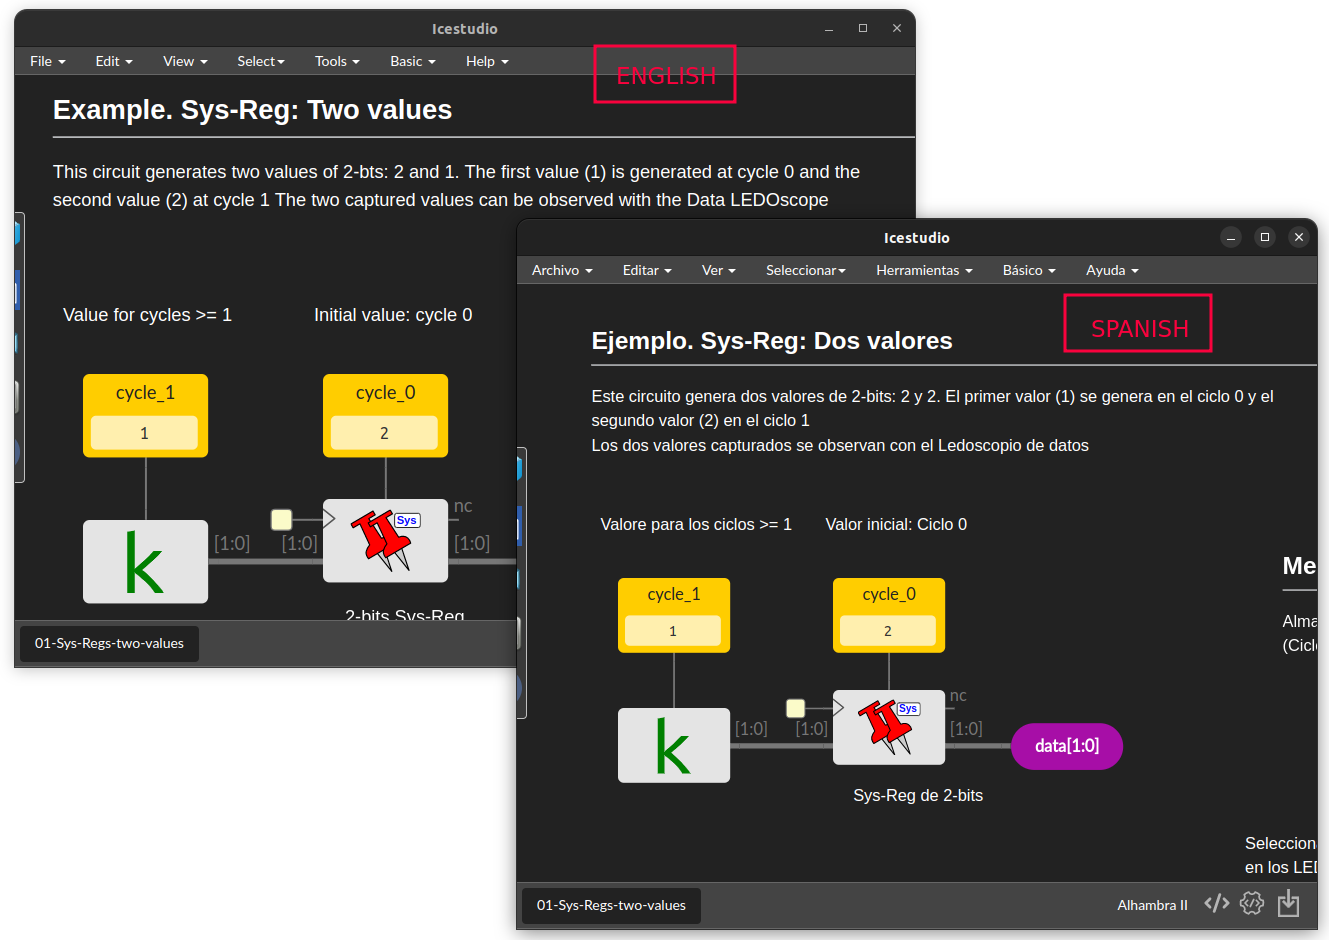 Icestudio
File Edit View Select Tools Basic Help
ENGLISH
Example. Sys-Reg: Two values
This circuit generates two values of 2-bts: 2 and 1. The first value (1) is generated at cycle 0 and the
second value (2) at cycle 1 The two captured values can be observed with the Data LEDOscope
Value for cycles >= 1
Initial value: cycle 0
cycle_1
1
cycle_0
2
k
[1:0]
[1:0]
Sys
nc
[1:0]
2-bits Sys-Reg
01-Sys-Regs-two-values
Icestudio
Archivo Editar Ver Seleccionar Herramientas Básico Ayuda
SPANISH
Ejemplo. Sys-Reg: Dos valores
Este circuito genera dos valores de 2-bits: 2 y 2. El primer valor (1) se genera en el ciclo 0 y el
segundo valor (2) en el ciclo 1
Los dos valores capturados se observan con el Ledoscopio de datos
Valore para los ciclos >= 1
Valor inicial: Ciclo 0
Me
Alma
(Cicl
cycle_1
1
cycle_0
2
k
[1:0]
[1:0]
Sys
nc
[1:0]
data[1:0]
Sys-Reg de 2-bits
Seleccion
en los LED
01-Sys-Regs-two-values
Alhambra II